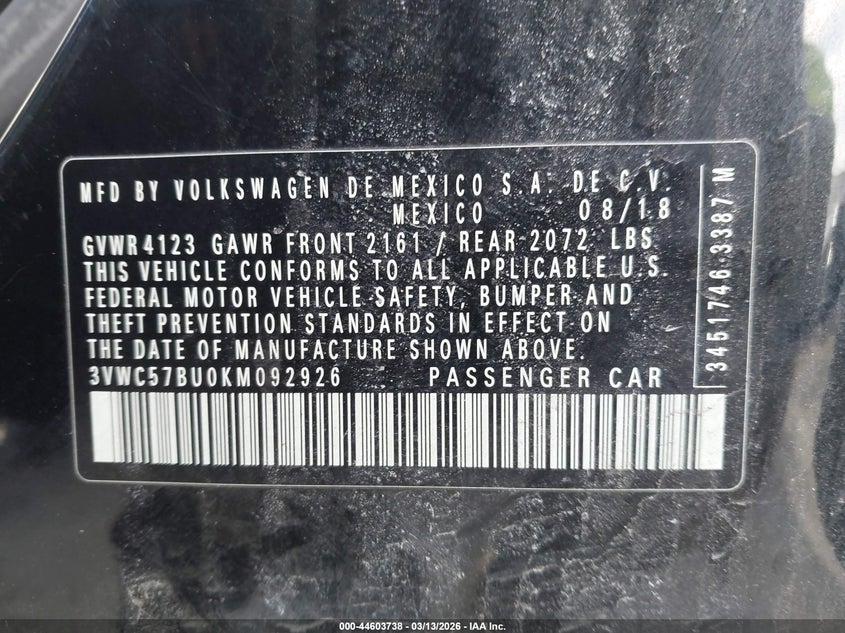 MFD BY VOLKSWAGEN DE MEXICO S.A. DE C.V.
MEXICO 08/18
GVWR 4123 GAWR FRONT 2161 / REAR 2072 LBS
THIS VEHICLE CONFORMS TO ALL APPLICABLE U.S.
FEDERAL MOTOR VEHICLE SAFETY, BUMPER AND
THEFT PREVENTION STANDARDS IN EFFECT ON
THE DATE OF MANUFACTURE SHOWN ABOVE.
3VWC57BU0KM092926 PASSENGER CAR
3451746 3387 M
000-44603738 - 03/13/2026 - IAA Inc.